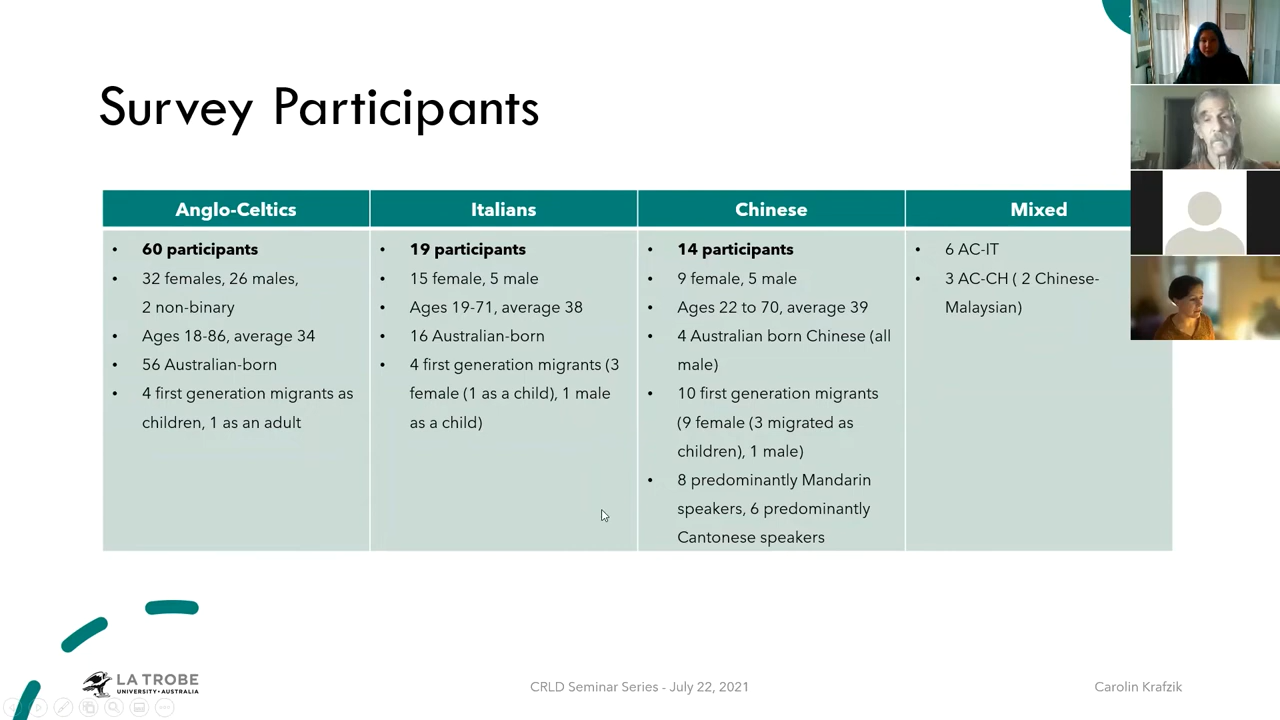 Survey Participants
Anglo-Celtics
60 participants
32 females, 26 males,
2 non-binary
Ages 18-86, average 34
56 Australian-born
4 first generation migrants as
children, 1 as an adult
Italians
19 participants
15 female, 5 male
Ages 19-71, average 38
16 Australian-born
4 first generation migrants (3
female (1 as a child), 1 male
as a child)
Chinese
14 participants
9 female, 5 male
Ages 22 to 70, average 39
4 Australian born Chinese (all
male)
10 first generation migrants
(9 female (3 migrated as
children), 1 male)
8 predominantly Mandarin
speakers, 6 predominantly
Cantonese speakers
Mixed
6 AC-IT
3 AC-CH ( 2 Chinese-
Malaysian)
LA TROBE
UNIVERSITY • AUSTRALIA
CRLD Seminar Series - July 22, 2021
Carolin Krafzik